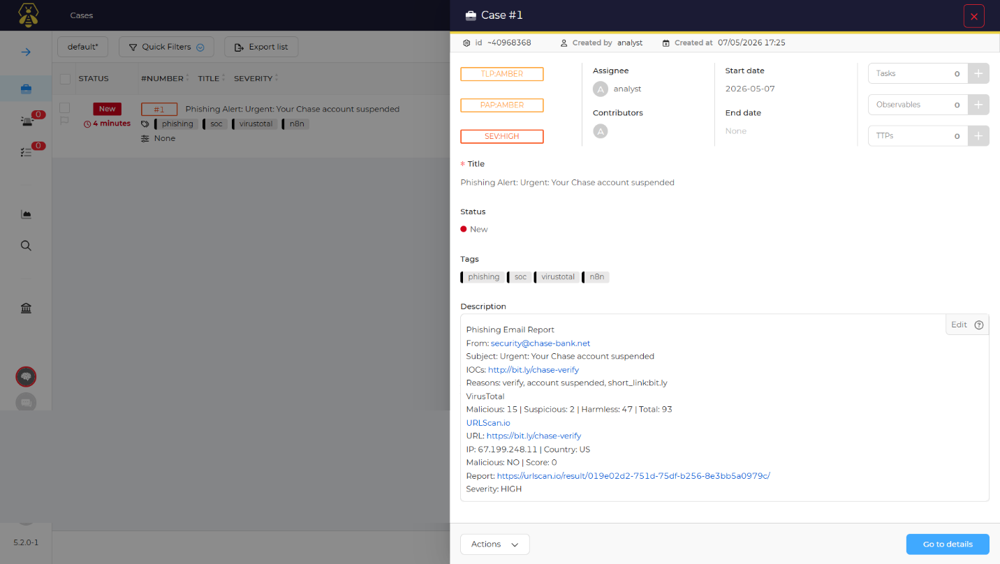 Cases
default*
Quick Filters
Export list
STATUS
#NUMBER
TITLE
SEVERITY
New
#1
Phishing Alert: Urgent: Your Chase account suspended
4 minutes
phishing
soc
virustotal
n8n
None
0
0
5.2.0-1
Case #1
id ~40968368
Created by analyst
Created at 07/05/2026 17:25
TLP:AMBER
PAP:AMBER
SEV:HIGH
Assignee
A analyst
Contributors
A
Start date
2026-05-07
End date
None
Tasks 0 +
Observables 0 +
TTPs 0 +
* Title
Phishing Alert: Urgent: Your Chase account suspended
Status
New
Tags
phishing
soc
virustotal
n8n
Description
Edit ?
Phishing Email Report
From: security@chase-bank.net
Subject: Urgent: Your Chase account suspended
IOCs: http://bit.ly/chase-verify
Reasons: verify, account suspended, short_link:bit.ly
VirusTotal
Malicious: 15 | Suspicious: 2 | Harmless: 47 | Total: 93
URLScan.io
URL: https://bit.ly/chase-verify
IP: 67.199.248.11 | Country: US
Malicious: NO | Score: 0
Report: https://urlscan.io/result/019e02d2-751d-75df-b256-8e3bb5a0979c/
Severity: HIGH
Actions
Go to details